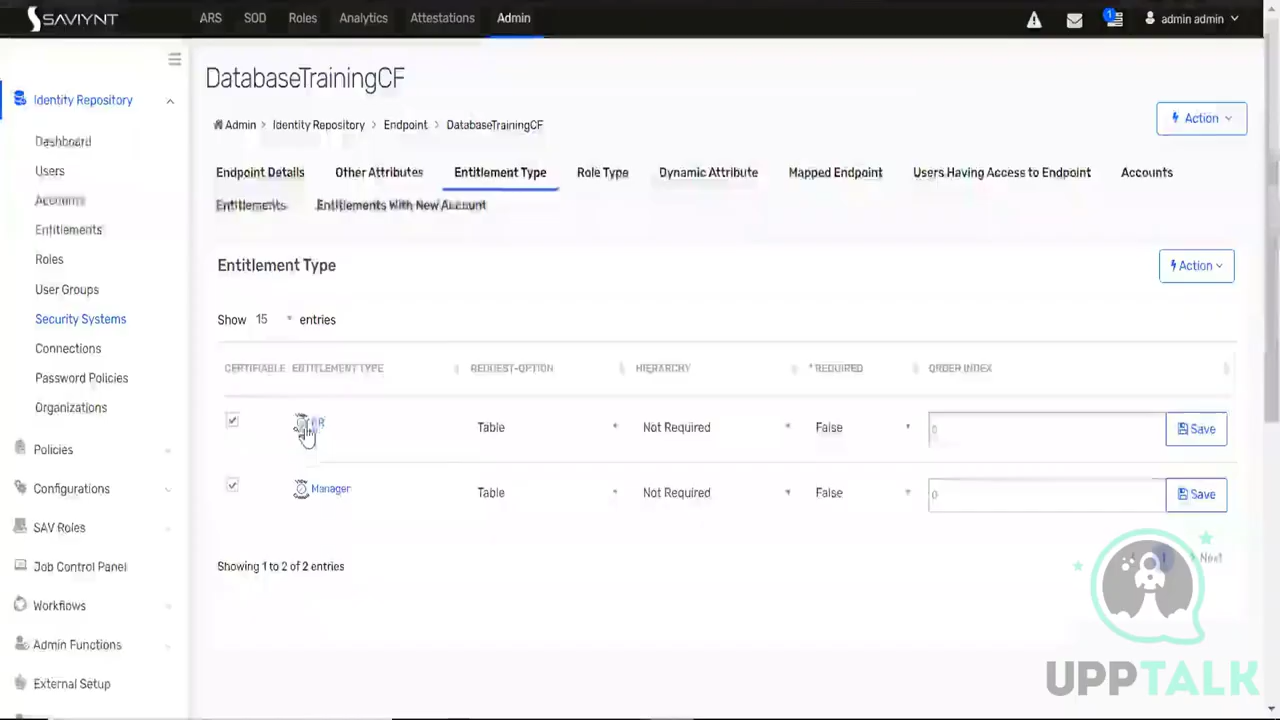 SAVIYNT ARS SOD Roles Analytics Attestations Admin 1 admin admin
DatabaseTrainingCF
Admin > Identity Repository > Endpoint > DatabaseTrainingCF
Action
Endpoint Details Other Attributes Entitlement Type Role Type Dynamic Attribute Mapped Endpoint Users Having Access to Endpoint Accounts
Entitlements Entitlements With New Account
Entitlement Type
Action
Show 15 entries
CERTIFIABLE ENTITLEMENT TYPE REQUEST-OPTION HIERARCHY * REQUIRED ORDER INDEX
Table Not Required False 0 Save
Manager Table Not Required False 0 Save
Showing 1 to 2 of 2 entries
Next
Identity Repository
Dashboard
Users
Accounts
Entitlements
Roles
User Groups
Security Systems
Connections
Password Policies
Organizations
Policies
Configurations
SAV Roles
Job Control Panel
Workflows
Admin Functions
External Setup
UPPTALK